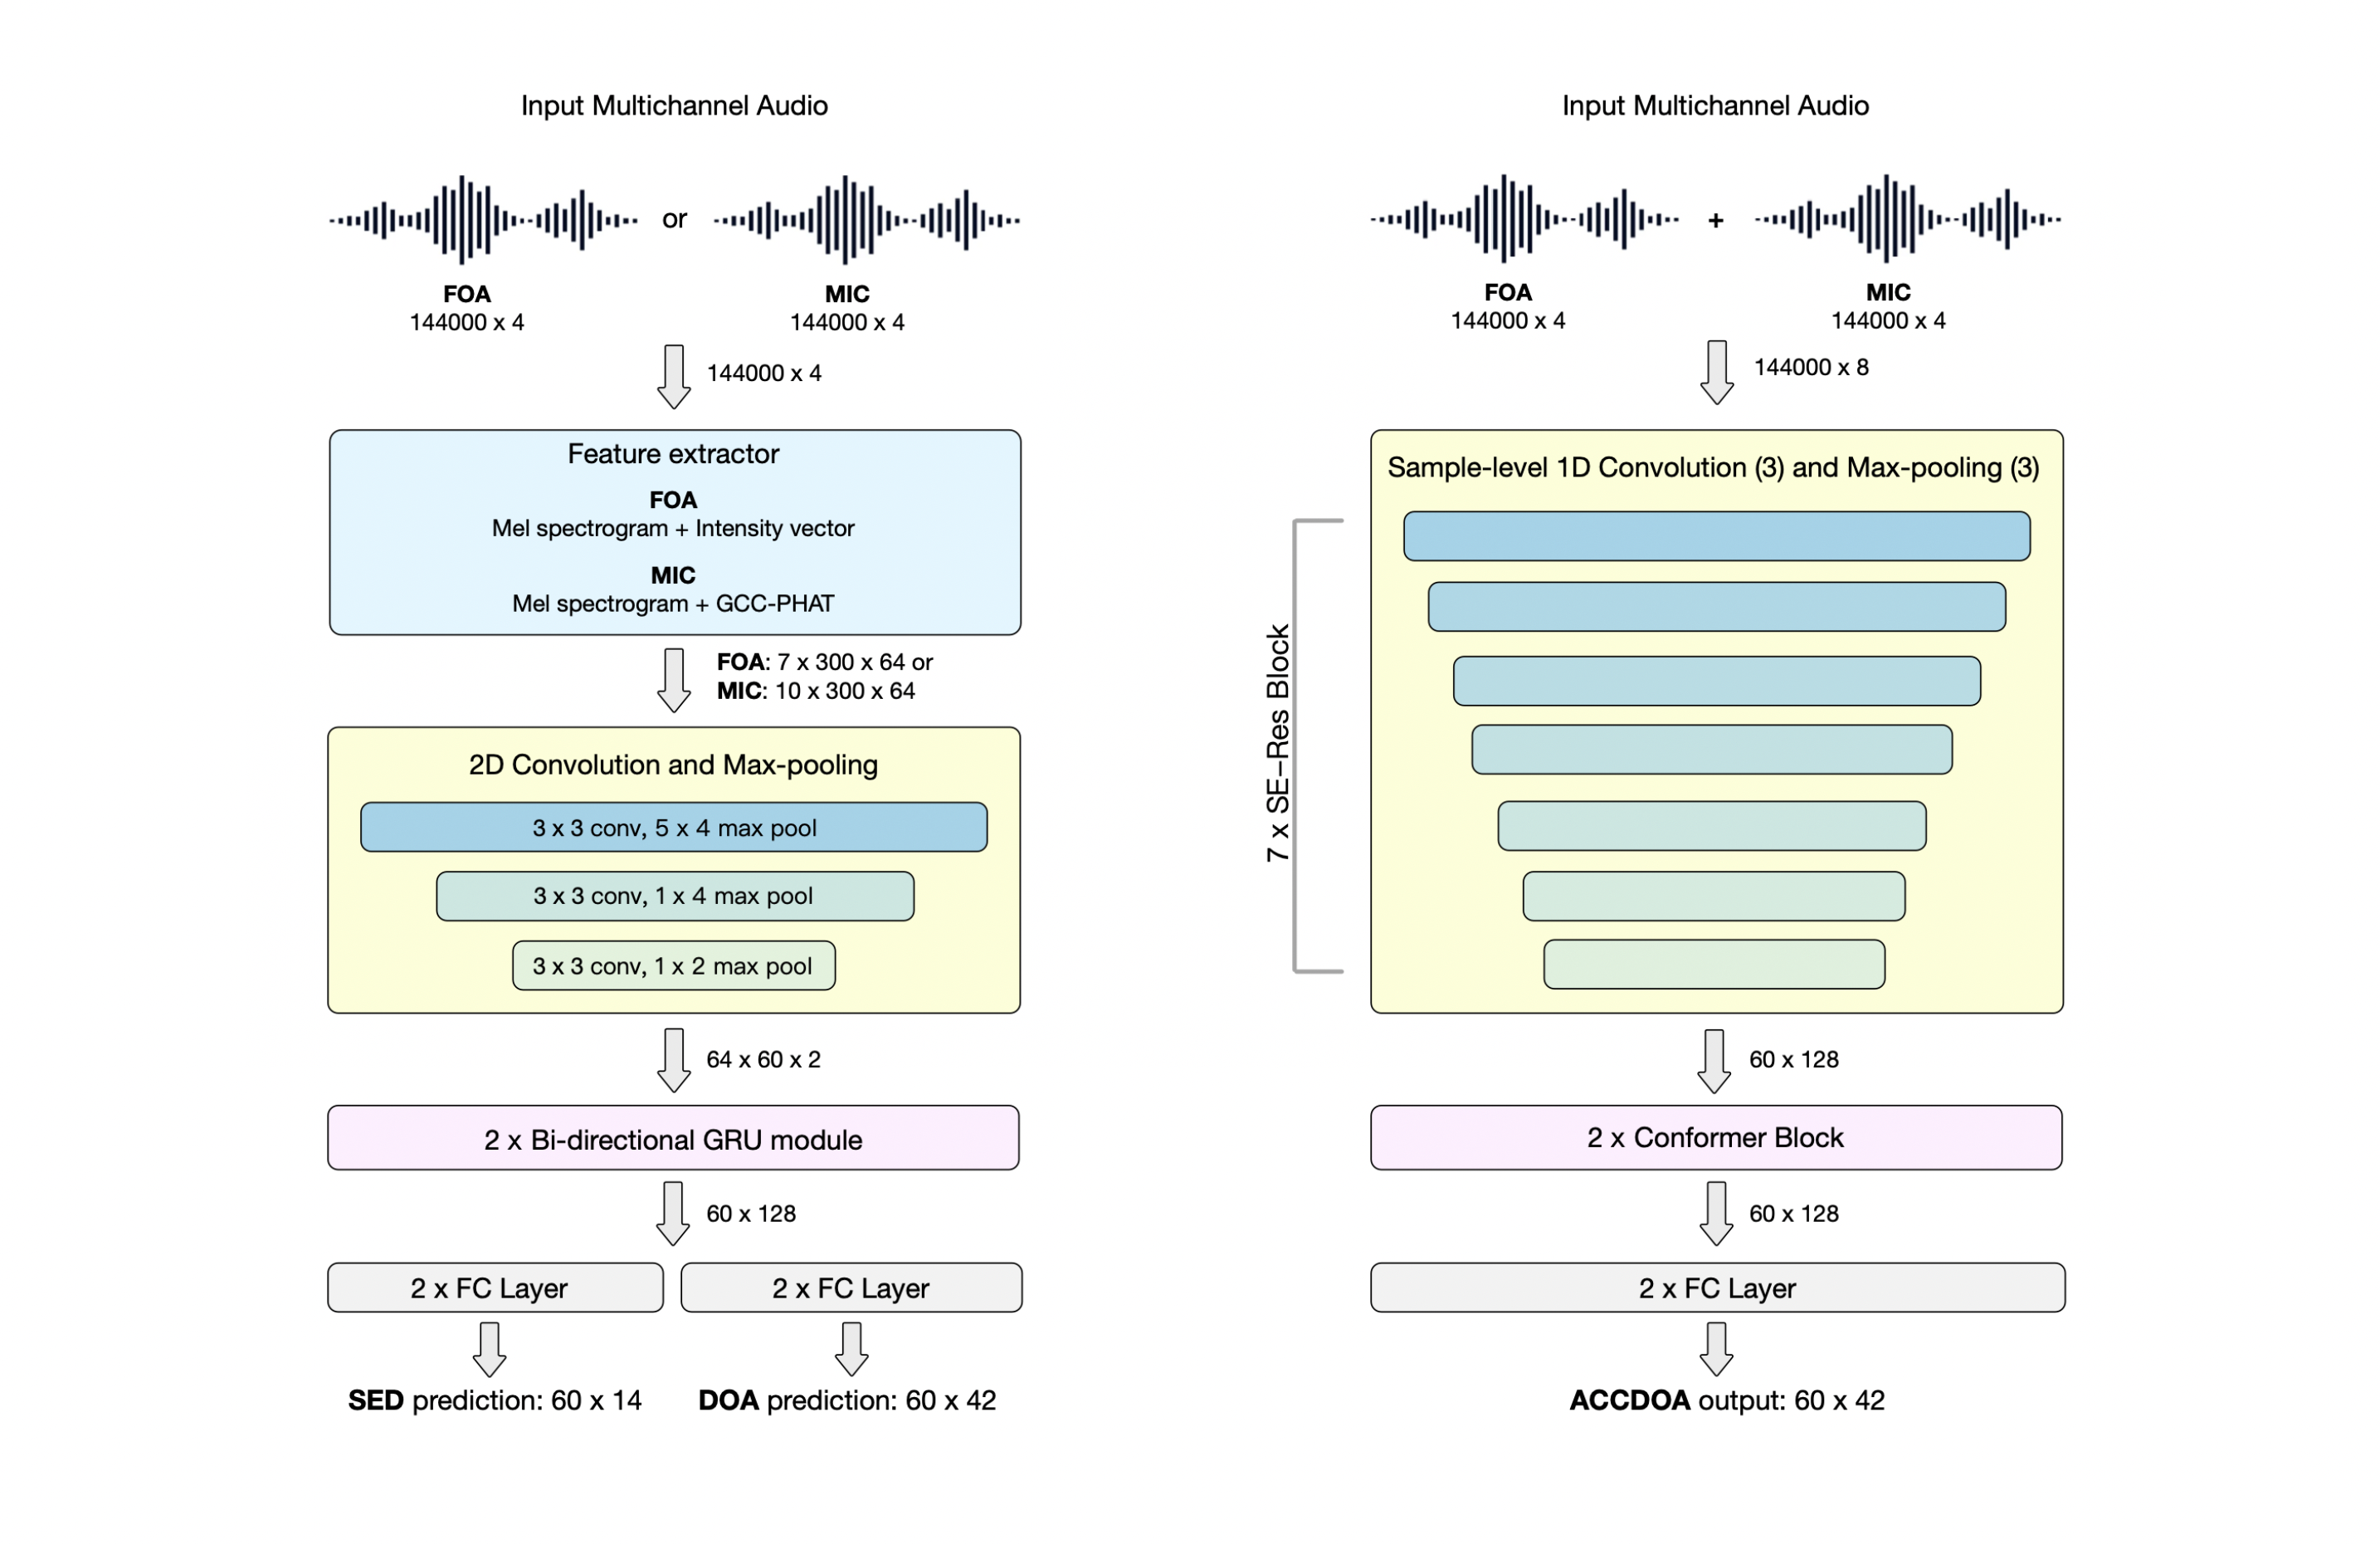 Input Multichannel Audio
or
FOA
144000 x 4
MIC
144000 x 4
144000 x 4
Feature extractor
FOA
Mel spectrogram + Intensity vector
MIC
Mel spectrogram + GCC-PHAT
FOA: 7 x 300 x 64 or
MIC: 10 x 300 x 64
2D Convolution and Max-pooling
3 x 3 conv, 5 x 4 max pool
3 x 3 conv, 1 x 4 max pool
3 x 3 conv, 1 x 2 max pool
64 x 60 x 2
2 x Bi-directional GRU module
60 x 128
2 x FC Layer
2 x FC Layer
SED prediction: 60 x 14
DOA prediction: 60 x 42
Input Multichannel Audio
+
FOA
144000 x 4
MIC
144000 x 4
144000 x 8
Sample-level 1D Convolution (3) and Max-pooling (3)
7 x SE–Res Block
60 x 128
2 x Conformer Block
60 x 128
2 x FC Layer
ACCDOA output: 60 x 42